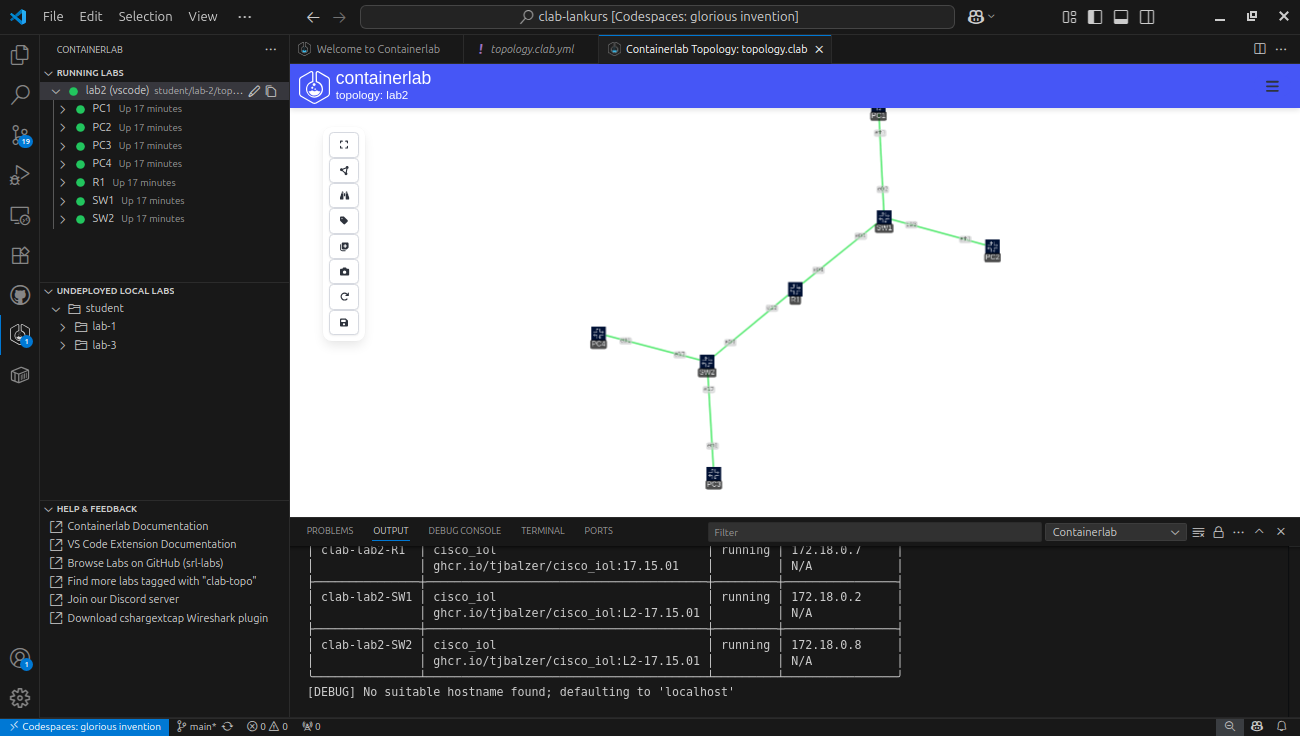 File Edit Selection View ··· clab-lankurs [Codespaces: glorious invention]
CONTAINERLAB
RUNNING LABS
lab2 (vscode) student/lab-2/top...
PC1 Up 17 minutes
PC2 Up 17 minutes
PC3 Up 17 minutes
PC4 Up 17 minutes
R1 Up 17 minutes
SW1 Up 17 minutes
SW2 Up 17 minutes
UNDEPLOYED LOCAL LABS
student
lab-1
lab-3
HELP & FEEDBACK
Containerlab Documentation
VS Code Extension Documentation
Browse Labs on GitHub (srl-labs)
Find more labs tagged with "clab-topo"
Join our Discord server
Download cshargextcap Wireshark plugin
19
1
1
Welcome to Containerlab ! topology.clab.yml Containerlab Topology: topology.clab
containerlab
topology: lab2
PC1
SW1
PC2
R1
PC4
SW2
PC3
PROBLEMS OUTPUT DEBUG CONSOLE TERMINAL PORTS Filter Containerlab
clab-lab2-R1 cisco_iol running 172.18.0.7
ghcr.io/tjbalzer/cisco_iol:17.15.01 N/A
clab-lab2-SW1 cisco_iol running 172.18.0.2
ghcr.io/tjbalzer/cisco_iol:L2-17.15.01 N/A
clab-lab2-SW2 cisco_iol running 172.18.0.8
ghcr.io/tjbalzer/cisco_iol:L2-17.15.01 N/A
[DEBUG] No suitable hostname found; defaulting to 'localhost'
Codespaces: glorious invention main* 0 0 0